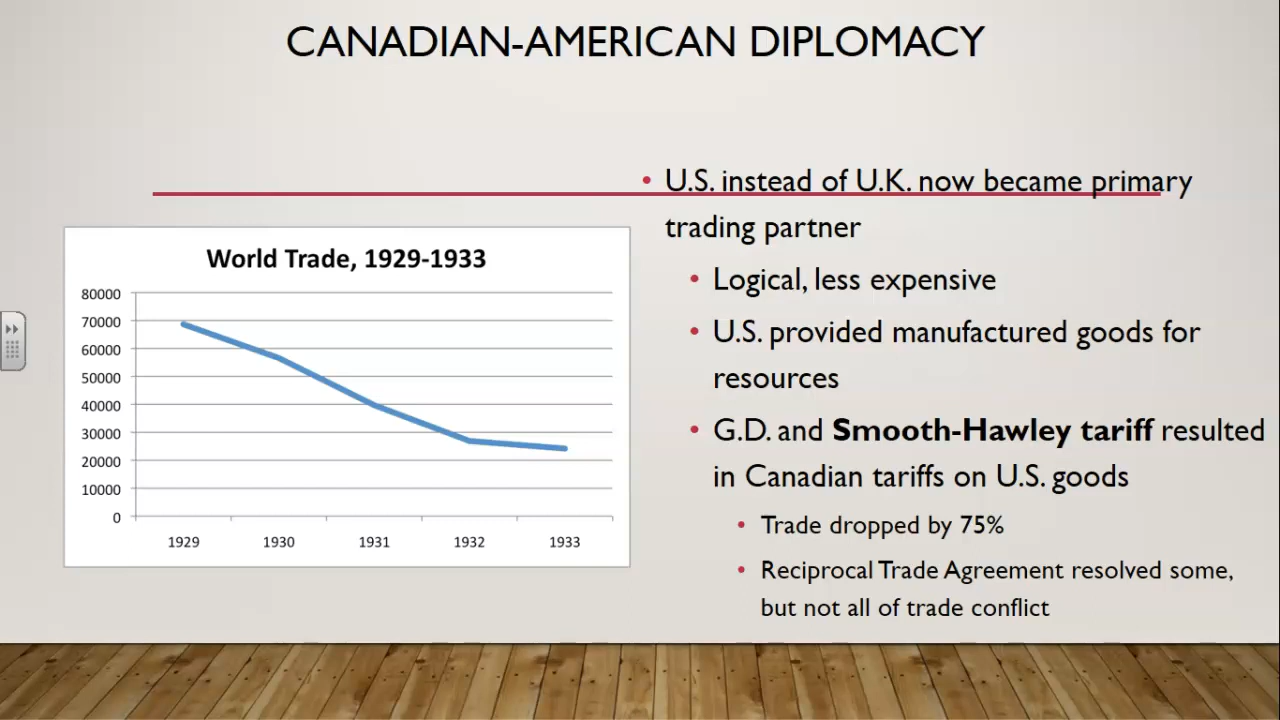 CANADIAN-AMERICAN DIPLOMACY
World Trade, 1929-1933
80000
70000
60000
50000
40000
30000
20000
10000
0
1929 1930 1931 1932 1933
• U.S. instead of U.K. now became primary
trading partner
• Logical, less expensive
• U.S. provided manufactured goods for
resources
• G.D. and Smooth-Hawley tariff resulted
in Canadian tariffs on U.S. goods
• Trade dropped by 75%
• Reciprocal Trade Agreement resolved some,
but not all of trade conflict